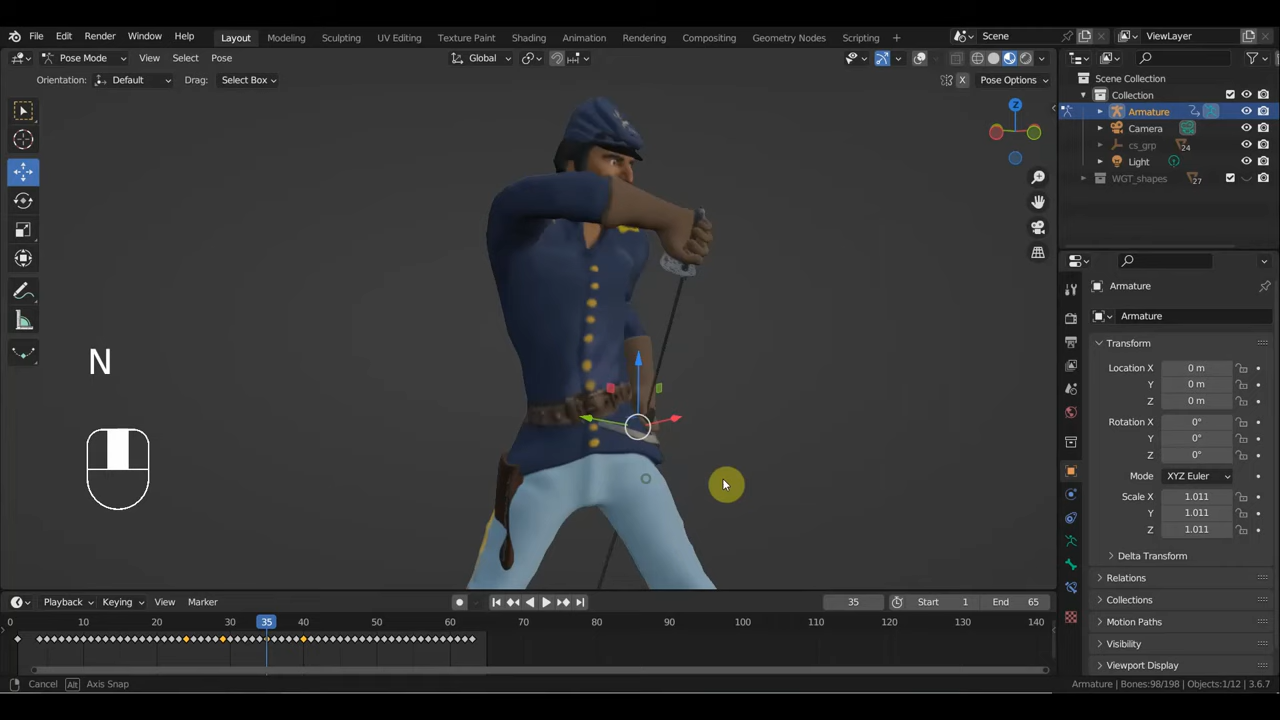 File Edit Render Window Help Layout Modeling Sculpting UV Editing Texture Paint Shading Animation Rendering Compositing Geometry Nodes Scripting + Scene ViewLayer
Pose Mode View Select Pose Global
Orientation: Default Drag: Select Box X Pose Options
Scene Collection
Collection
Armature
Camera
cs_grp 24
Light
WGT_shapes 27
Z
N
Armature
Armature
Transform
Location X 0 m
Y 0 m
Z 0 m
Rotation X 0°
Y 0°
Z 0°
Mode XYZ Euler
Scale X 1.011
Y 1.011
Z 1.011
Delta Transform
Relations
Collections
Motion Paths
Visibility
Viewport Display
Playback Keying View Marker 35 Start 1 End 65
0 20 30 35 40 50 60 70 80 90 100 110 120 130 140
Cancel Alt Axis Snap Armature | Bones:98/198 | Objects:1/12 | 3.6.7